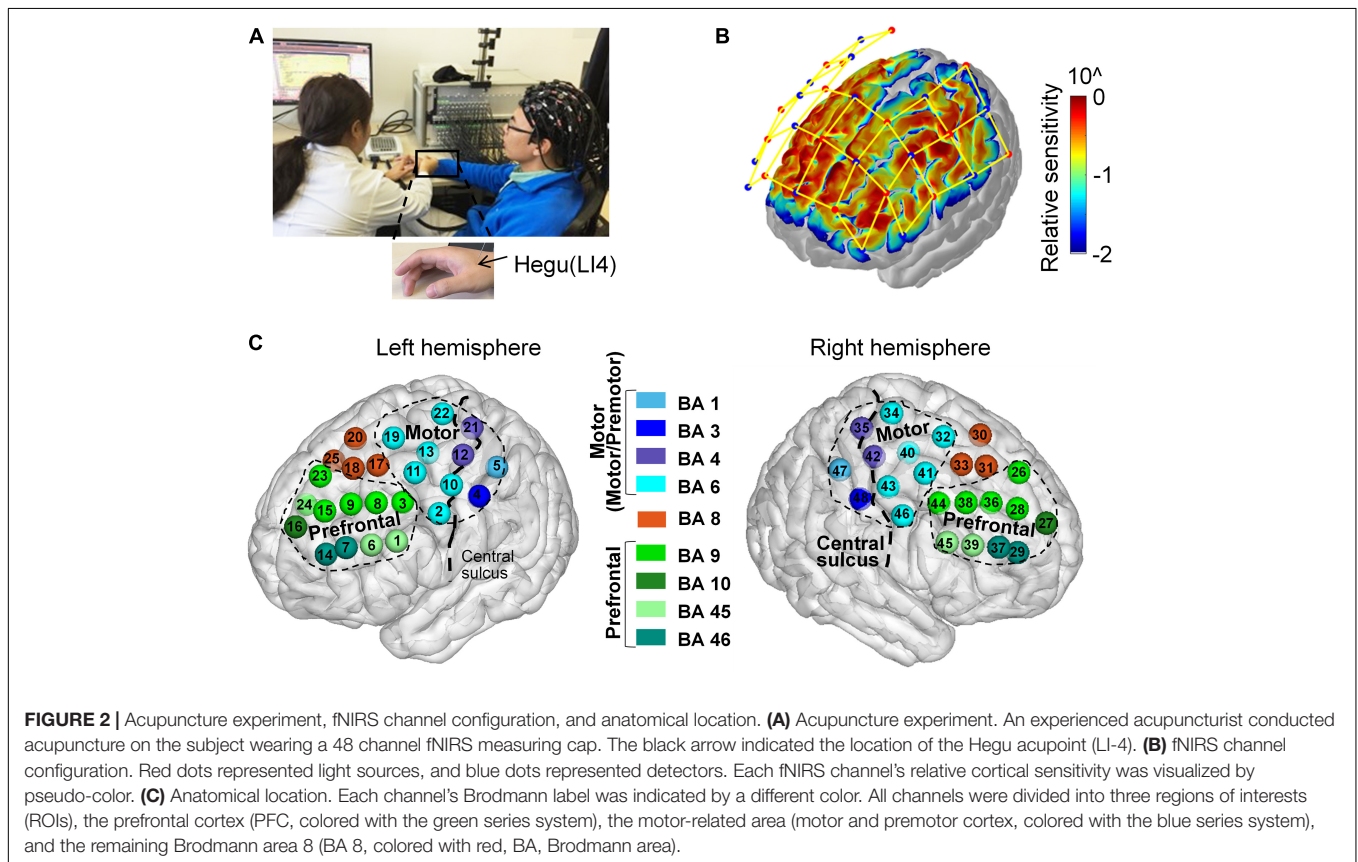 A
B
Hegu(LI4)
10^
0
-1
-2
Relative sensitivity
C
Left hemisphere
Right hemisphere
22
21
20
19
Motor
13
12
25
18
17
11
5
23
10
4
24
15
9
8
3
2
16
Prefrontal
14
7
6
1
Central
sulcus
Motor
(Motor/Premotor)
BA 1
BA 3
BA 4
BA 6
BA 8
Prefrontal
BA 9
BA 10
BA 45
BA 46
34
35
Motor
32
30
42
40
47
41
33
31
26
48
43
44
38
36
28
46
Prefrontal
27
45
39
37
29
Central
sulcus
FIGURE 2 | Acupuncture experiment, fNIRS channel configuration, and anatomical location. (A) Acupuncture experiment. An experienced acupuncturist conducted
acupuncture on the subject wearing a 48 channel fNIRS measuring cap. The black arrow indicated the location of the Hegu acupoint (LI-4). (B) fNIRS channel
configuration. Red dots represented light sources, and blue dots represented detectors. Each fNIRS channel's relative cortical sensitivity was visualized by
pseudo-color. (C) Anatomical location. Each channel's Brodmann label was indicated by a different color. All channels were divided into three regions of interests
(ROIs), the prefrontal cortex (PFC, colored with the green series system), the motor-related area (motor and premotor cortex, colored with the blue series system),
and the remaining Brodmann area 8 (BA 8, colored with red, BA, Brodmann area).